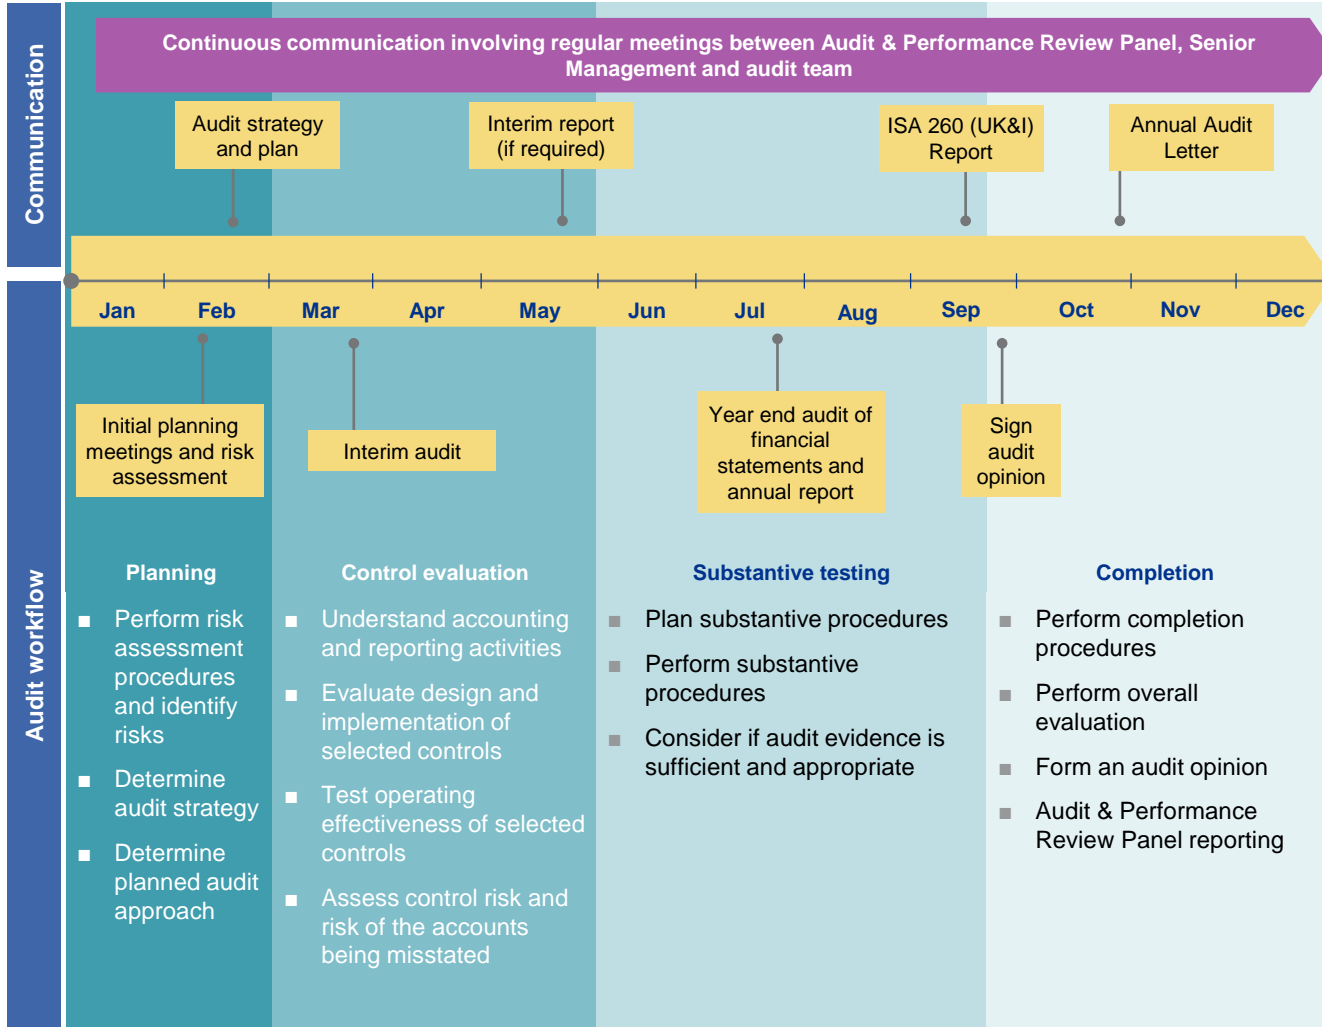 Communication
Continuous communication involving regular meetings between Audit & Performance Review Panel, Senior
Management and audit team
Audit strategy
and plan
Interim report
(if required)
ISA 260 (UK&I)
Report
Annual Audit
Letter
Jan Feb Mar Apr May Jun Jul Aug Sep Oct Nov Dec
Audit workflow
Initial planning
meetings and risk
assessment
Interim audit
Year end audit of
financial
statements and
annual report
Sign
audit
opinion
Planning
■ Perform risk
assessment
procedures
and identify
risks
■ Determine
audit strategy
■ Determine
planned audit
approach
Control evaluation
■ Understand accounting
and reporting activities
■ Evaluate design and
implementation of
selected controls
■ Test operating
effectiveness of selected
controls
■ Assess control risk and
risk of the accounts
being misstated
Substantive testing
■ Plan substantive procedures
■ Perform substantive
procedures
■ Consider if audit evidence is
sufficient and appropriate
Completion
■ Perform completion
procedures
■ Perform overall
evaluation
■ Form an audit opinion
■ Audit & Performance
Review Panel reporting